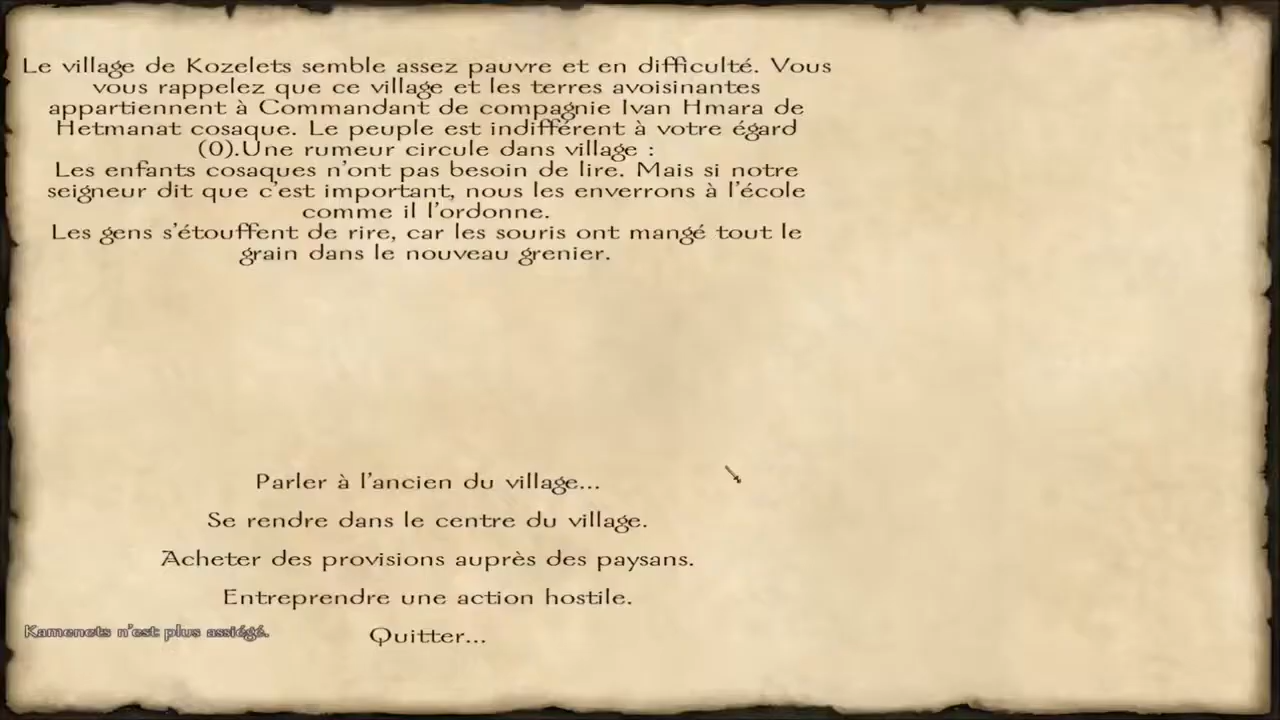 Le village de Kozelets semble assez pauvre et en difficulté. Vous
vous rappelez que ce village et les terres avoisinantes
appartiennent à Commandant de compagnie Ivan Hmara de
Hetmanat cosaque. Le peuple est indifférent à votre égard
(0).Une rumeur circule dans village :
Les enfants cosaques n'ont pas besoin de lire. Mais si notre
seigneur dit que c'est important, nous les enverrons à l'école
comme il l'ordonne.
Les gens s'étouffent de rire, car les souris ont mangé tout le
grain dans le nouveau grenier.
Parler à l'ancien du village...
Se rendre dans le centre du village.
Acheter des provisions auprès des paysans.
Entreprendre une action hostile.
Kamenets n'est plus assiégé.
Quitter...